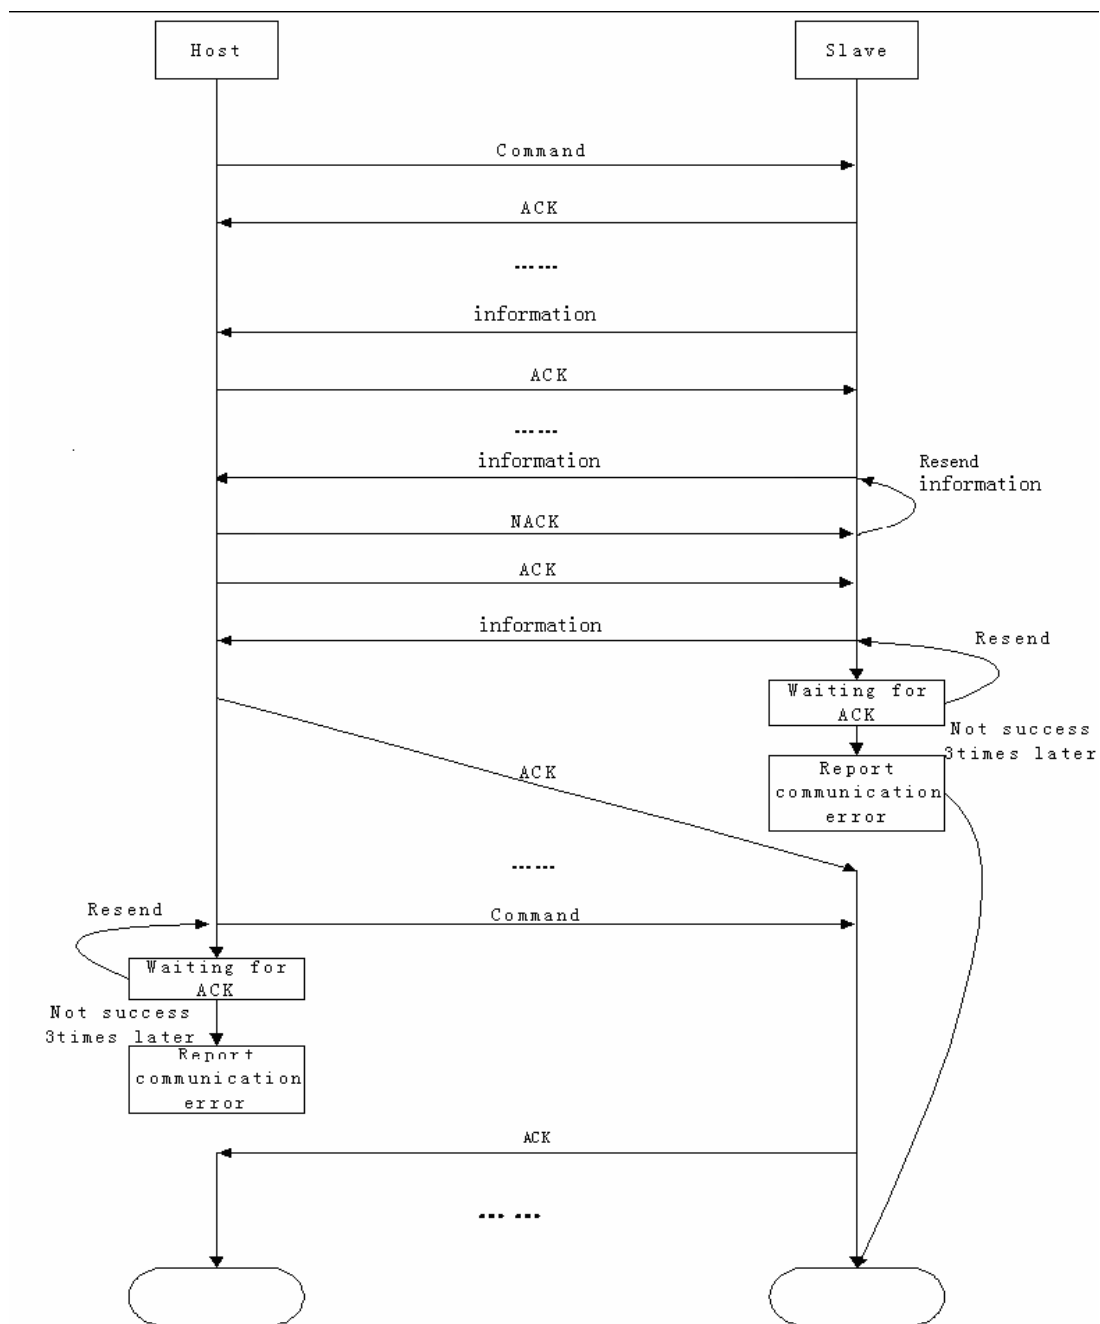 Host
Slave
Command
ACK
......
information
ACK
......
information
Resend
information
NACK
ACK
information
Resend
Waiting for
ACK
Not success
3times later
ACK
Report
communication
error
......
Resend
Command
Waiting for
ACK
Not success
3times later
Report
communication
error
ACK
... ...